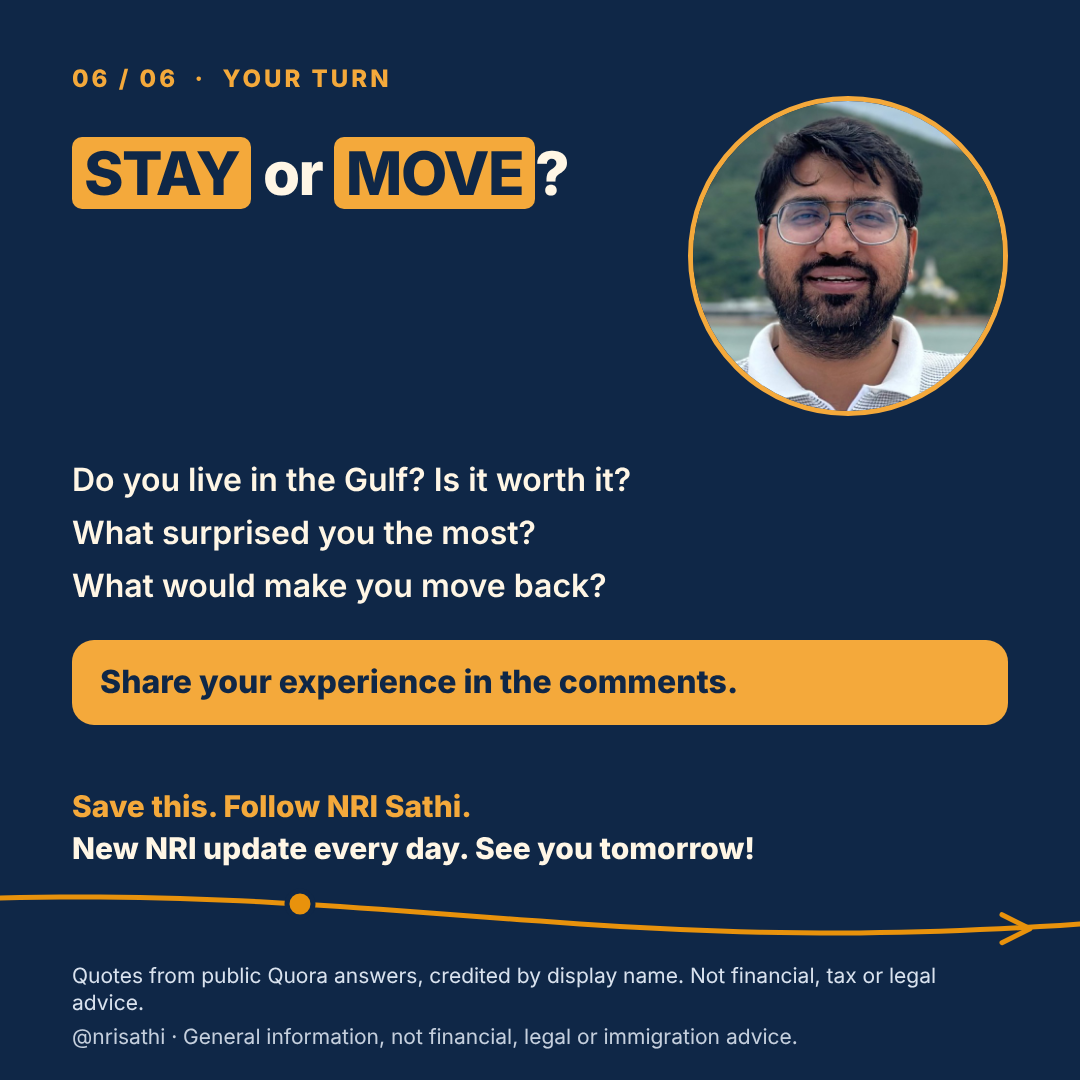 06 / 06 · YOUR TURN
STAY or MOVE?
Do you live in the Gulf? Is it worth it?
What surprised you the most?
What would make you move back?
Share your experience in the comments.
Save this. Follow NRI Sathi.
New NRI update every day. See you tomorrow!
Quotes from public Quora answers, credited by display name. Not financial, tax or legal
advice.
@nrisathi · General information, not financial, legal or immigration advice.